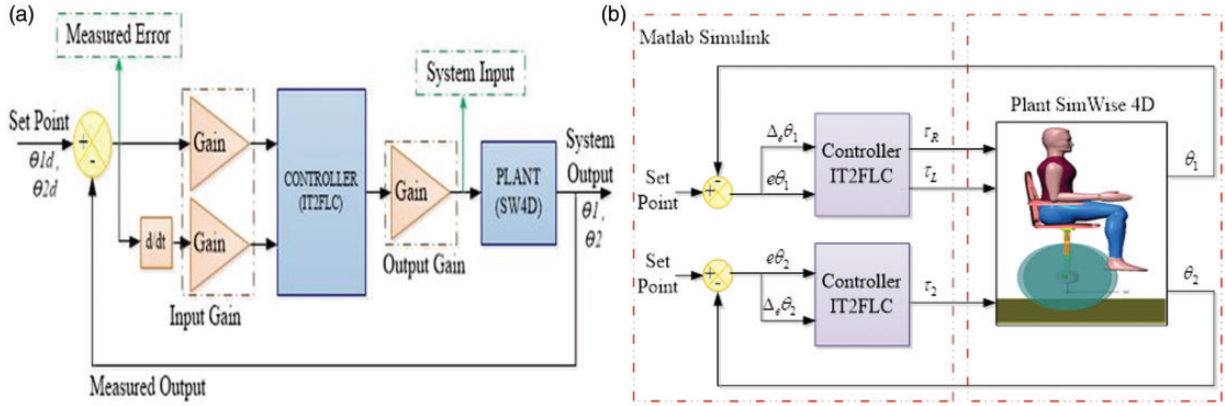 (a)
Measured Error
System Input
Set Point
+
-
θ1d,
θ2d
Gain
d/dt
Gain
Input Gain
CONTROLLER
(IT2FLC)
Gain
Output Gain
PLANT
(SW4D)
System
Output
θ1,
θ2
Measured Output
(b)
Matlab Simulink
Plant SimWise 4D
Set
Point
+
-
Δₑθ₁
eθ₁
Controller
IT2FLC
τ_R
τ_L
θ₁
Set
Point
+
-
eθ₂
Δₑθ₂
Controller
IT2FLC
τ₂
θ₂